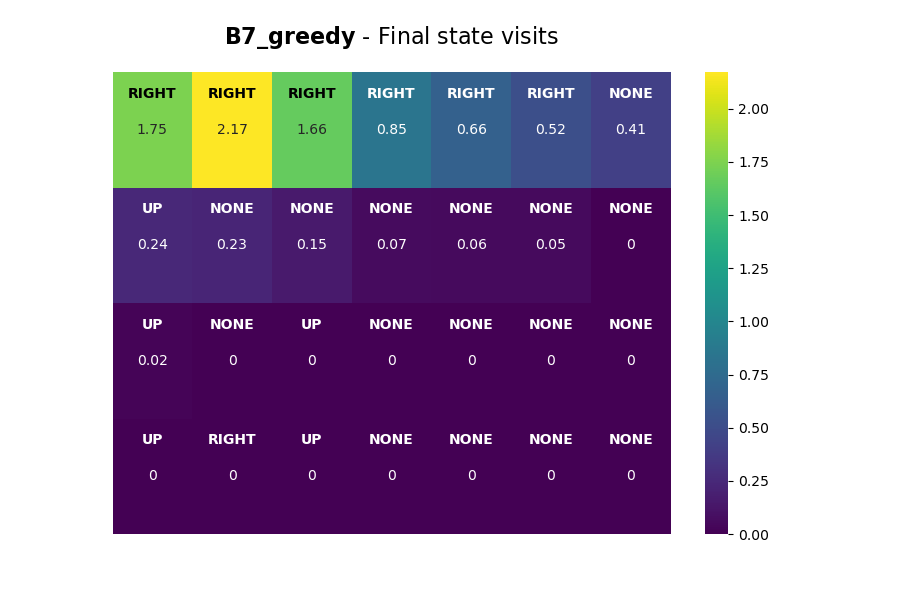 B7_greedy - Final state visits
RIGHT RIGHT RIGHT RIGHT RIGHT RIGHT NONE
1.75 2.17 1.66 0.85 0.66 0.52 0.41
UP NONE NONE NONE NONE NONE NONE
0.24 0.23 0.15 0.07 0.06 0.05 0
UP NONE UP NONE NONE NONE NONE
0.02 0 0 0 0 0 0
UP RIGHT UP NONE NONE NONE NONE
0 0 0 0 0 0 0
2.00
1.75
1.50
1.25
1.00
0.75
0.50
0.25
0.00